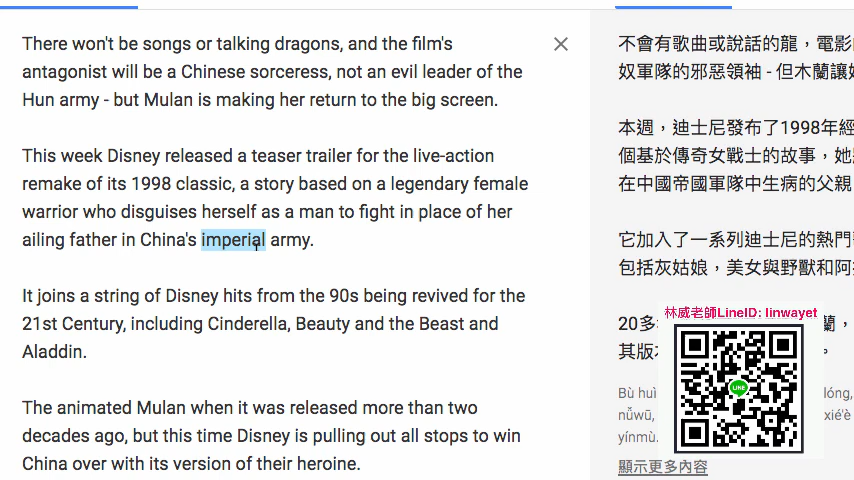 There won't be songs or talking dragons, and the film's
antagonist will be a Chinese sorceress, not an evil leader of the
Hun army - but Mulan is making her return to the big screen.
This week Disney released a teaser trailer for the live-action
remake of its 1998 classic, a story based on a legendary female
warrior who disguises herself as a man to fight in place of her
ailing father in China's imperial army.
It joins a string of Disney hits from the 90s being revived for the
21st Century, including Cinderella, Beauty and the Beast and
Aladdin.
The animated Mulan when it was released more than two
decades ago, but this time Disney is pulling out all stops to win
China over with its version of their heroine.
不會有歌曲或說話的龍，電影
奴軍隊的邪惡領袖 - 但木蘭讓
本週，迪士尼發布了1998年經
個基於傳奇女戰士的故事，她
在中國帝國軍隊中生病的父親
它加入了一系列迪士尼的熱門
包括灰姑娘，美女與野獸和阿
20多
蘭，
其版
林威老師LineID: linwayet
LINE
Bù huì
lóng,
nǚwū,
xié'è
yínmù.
顯示更多內容